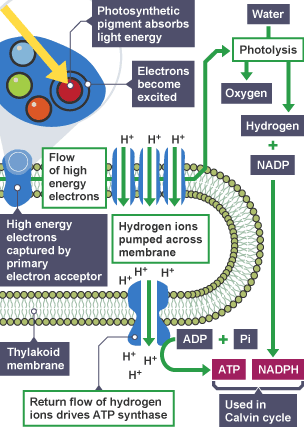 Photosynthetic
pigment absorbs
light energy
Water
Photolysis
Electrons
become
excited
Oxygen
Hydrogen
+
NADP
H+ H+ H+
Flow
of high
energy
electrons
High energy
electrons
captured by
primary
electron acceptor
Hydrogen ions
pumped across
membrane
H+ H+
H+ H+
ADP + Pi
H+ H+ H+
H+
Thylakoid
membrane
ATP NADPH
Return flow of hydrogen
ions drives ATP synthase
Used in
Calvin cycle